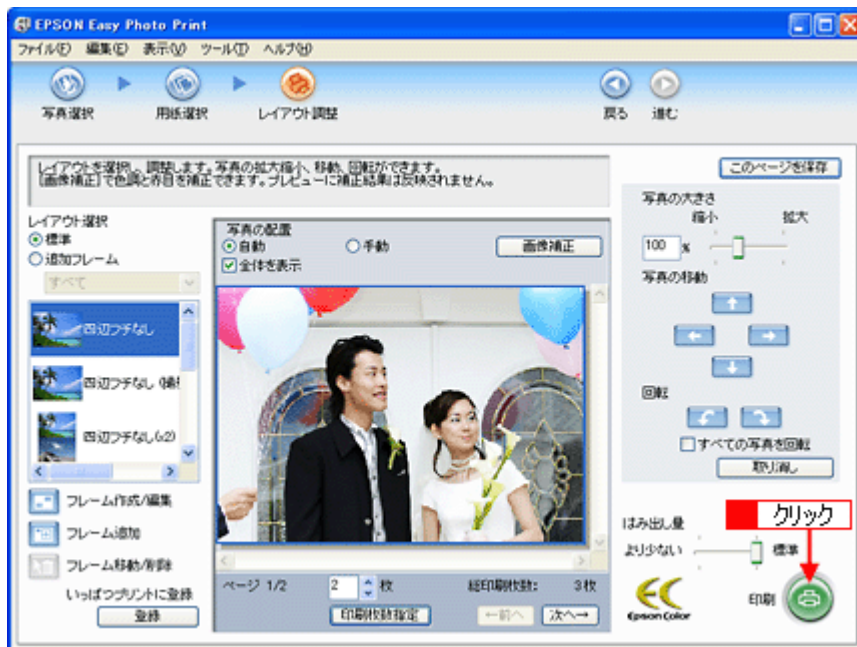 EPSON Easy Photo Print
ファイル(F) 編集(E) 表示(V) ツール(T) ヘルプ(H)
写真選択 用紙選択 レイアウト調整 戻る 進む
レイアウトを選択し、調整します。写真の拡大縮小、移動、回転ができます。
[画像補正]で色調と赤目を補正できます。プレビューに補正結果は反映されません。
このページを保存
レイアウト選択
標準
追加フレーム
すべて
四辺フチなし
四辺フチなし
四辺フチなし(x2)
フレーム作成/編集
フレーム追加
フレーム移動/削除
いっぱつプリントに登録
登録
写真の配置
自動 手動 画像補正
全体を表示
ページ 1/2 2 枚 総印刷枚数: 3枚
印刷枚数指定 ←前へ 次へ→
写真の大きさ
縮小 拡大
100 %
写真の移動
回転
すべての写真を回転
取り消し
はみ出し量
クリック
より少ない 標準
Epson Color
印刷